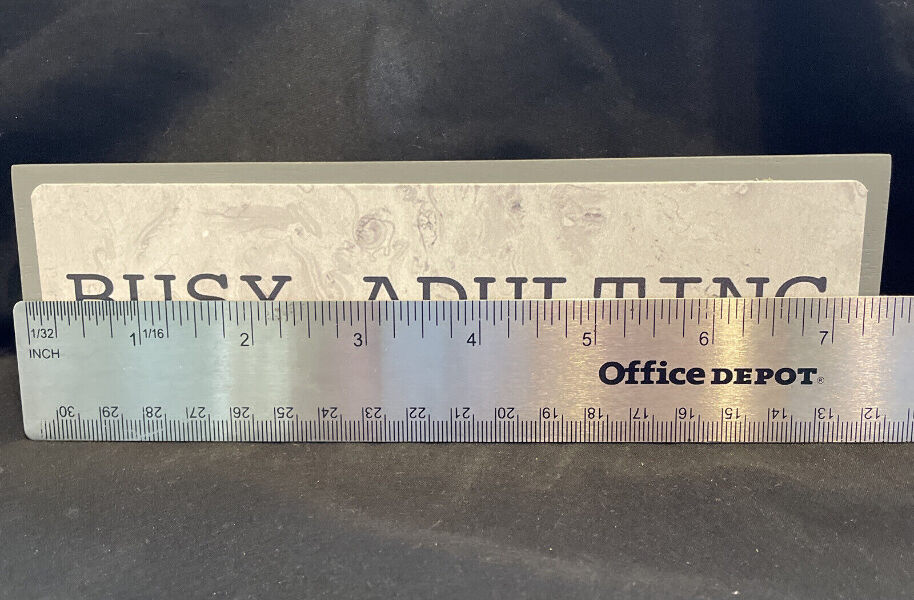 BUSY ADULTING
1/32 1 1/16 2 3 4 5 6 7
INCH
Office DEPOT®
30 29 28 27 26 25 24 23 22 21 20 19 18 17 16 15 14 13 12